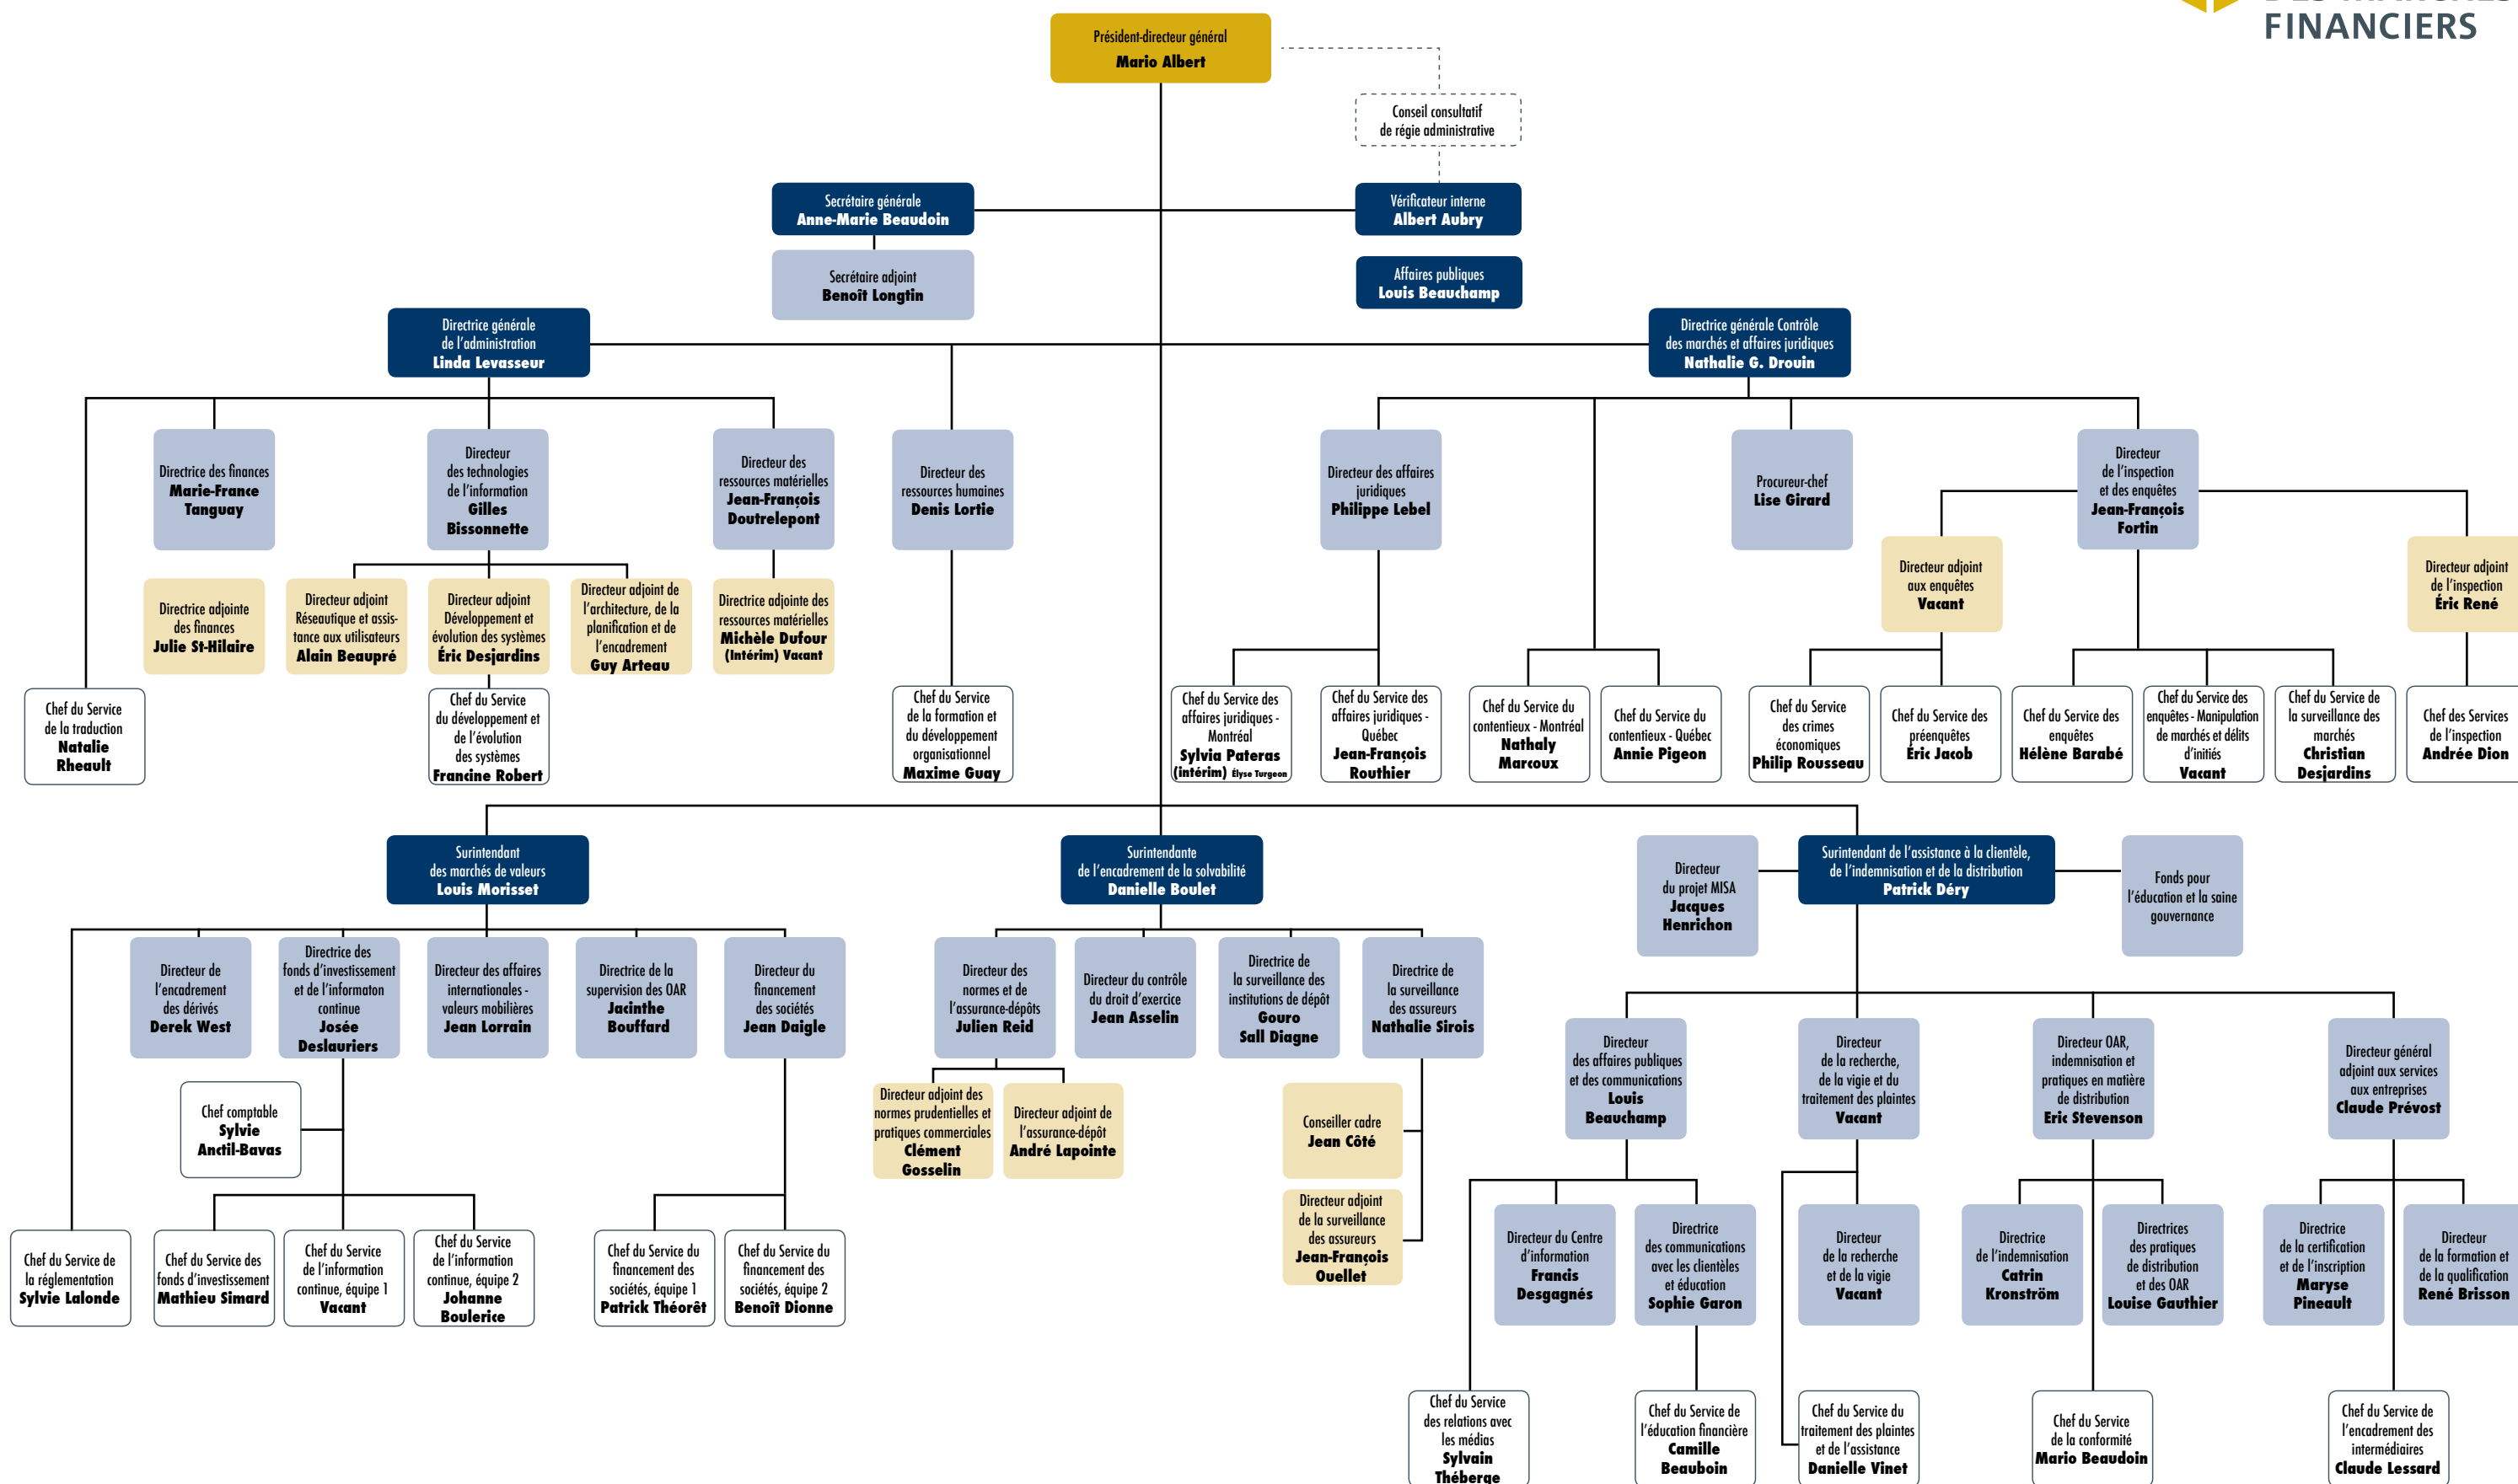 FINANCIERS
Président-directeur général
Mario Albert
Conseil consultatif
de régie administrative
Secrétaire générale
Anne-Marie Beaudoin
Vérificateur interne
Albert Aubry
Secrétaire adjoint
Benoît Longtin
Affaires publiques
Louis Beauchamp
Directrice générale
de l'administration
Linda Levasseur
Directrice générale Contrôle
des marchés et affaires juridiques
Nathalie G. Drouin
Directrice des finances
Marie-France
Tanguay
Directeur
des technologies
de l'information
Gilles
Bissonnette
Directeur des
ressources matérielles
Jean-François
Doutrelepont
Directeur des
ressources humaines
Denis Lortie
Directeur des affaires
juridiques
Philippe Lebel
Procureur-chef
Lise Girard
Directeur
de l'inspection
et des enquêtes
Jean-François
Fortin
Directrice adjointe
des finances
Julie St-Hilaire
Directeur adjoint
Réseautique et assis-
tance aux utilisateurs
Alain Beaupré
Directeur adjoint
Développement et
évolution des systèmes
Éric Desjardins
Directeur adjoint de
l'architecture, de la
planification et de
l'encadrement
Guy Arteau
Directrice adjointe des
ressources matérielles
Michèle Dufour
(Intérim) Vacant
Directeur adjoint
aux enquêtes
Vacant
Directeur adjoint
de l'inspection
Éric René
Chef du Service
de la traduction
Natalie
Rheault
Chef du Service
du développement et
de l'évolution
des systèmes
Francine Robert
Chef du Service
de la formation et
du développement
organisationnel
Maxime Guay
Chef du Service des
affaires juridiques -
Montréal
Sylvia Pateras
(intérim) Élyse Turgeon
Chef du Service des
affaires juridiques -
Québec
Jean-François
Routhier
Chef du Service du
contentieux - Montréal
Nathaly
Marcoux
Chef du Service du
contentieux - Québec
Annie Pigeon
Chef du Service
des crimes
économiques
Philip Rousseau
Chef du Service des
préenquêtes
Éric Jacob
Chef du Service des
enquêtes
Hélène Barabé
Chef du Service des
enquêtes - Manipulation
de marchés et délits
d'initiés
Vacant
Chef du Service de
la surveillance des
marchés
Christian
Desjardins
Chef des Services
de l'inspection
Andrée Dion
Surintendant
des marchés de valeurs
Louis Morisset
Surintendante
de l'encadrement de la solvabilité
Danielle Boulet
Directeur
du projet MISA
Jacques
Henrichon
Surintendant de l'assistance à la clientèle,
de l'indemnisation et de la distribution
Patrick Déry
Fonds pour
l'éducation et la saine
gouvernance
Directeur de
l'encadrement
des dérivés
Derek West
Directrice des
fonds d'investissement
et de l'informaton
continue
Josée
Deslauriers
Directeur des affaires
internationales -
valeurs mobilières
Jean Lorrain
Directrice de la
supervision des OAR
Jacinthe
Bouffard
Directeur du
financement
des sociétés
Jean Daigle
Directeur des
normes et de
l'assurance-dépôts
Julien Reid
Directeur du contrôle
du droit d'exercice
Jean Asselin
Directrice de
la surveillance des
institutions de dépôt
Gouro
Sall Diagne
Directrice de
la surveillance
des assureurs
Nathalie Sirois
Directeur
des affaires publiques
et des communications
Louis
Beauchamp
Directeur
de la recherche,
de la vigie et du
traitement des plaintes
Vacant
Directeur OAR,
indemnisation et
pratiques en matière
de distribution
Eric Stevenson
Directeur général
adjoint aux services
aux entreprises
Claude Prévost
Chef comptable
Sylvie
Anctil-Bavas
Directeur adjoint des
normes prudentielles et
pratiques commerciales
Clément
Gosselin
Directeur adjoint de
l'assurance-dépôt
André Lapointe
Conseiller cadre
Jean Côté
Directeur adjoint
de la surveillance
des assureurs
Jean-François
Ouellet
Chef du Service de
la réglementation
Sylvie Lalonde
Chef du Service des
fonds d'investissement
Mathieu Simard
Chef du Service
de l'information
continue, équipe 1
Vacant
Chef du Service
de l'information
continue, équipe 2
Johanne
Boulerice
Chef du Service du
financement des
sociétés, équipe 1
Patrick Théorêt
Chef du Service du
financement des
sociétés, équipe 2
Benoît Dionne
Directeur du Centre
d'information
Francis
Desgagnés
Directrice
des communications
avec les clientèles
et éducation
Sophie Garon
Directeur
de la recherche
et de la vigie
Vacant
Directrice
de l'indemnisation
Catrin
Kronström
Directrices
des pratiques
de distribution
et des OAR
Louise Gauthier
Directrice
de la certification
et de l'inscription
Maryse
Pineault
Directeur
de la formation et
de la qualification
René Brisson
Chef du Service
des relations avec
les médias
Sylvain
Théberge
Chef du Service de
l'éducation financière
Camille
Beauboin
Chef du Service du
traitement des plaintes
et de l'assistance
Danielle Vinet
Chef du Service
de la conformité
Mario Beaudoin
Chef du Service de
l'encadrement des
intermédiaires
Claude Lessard